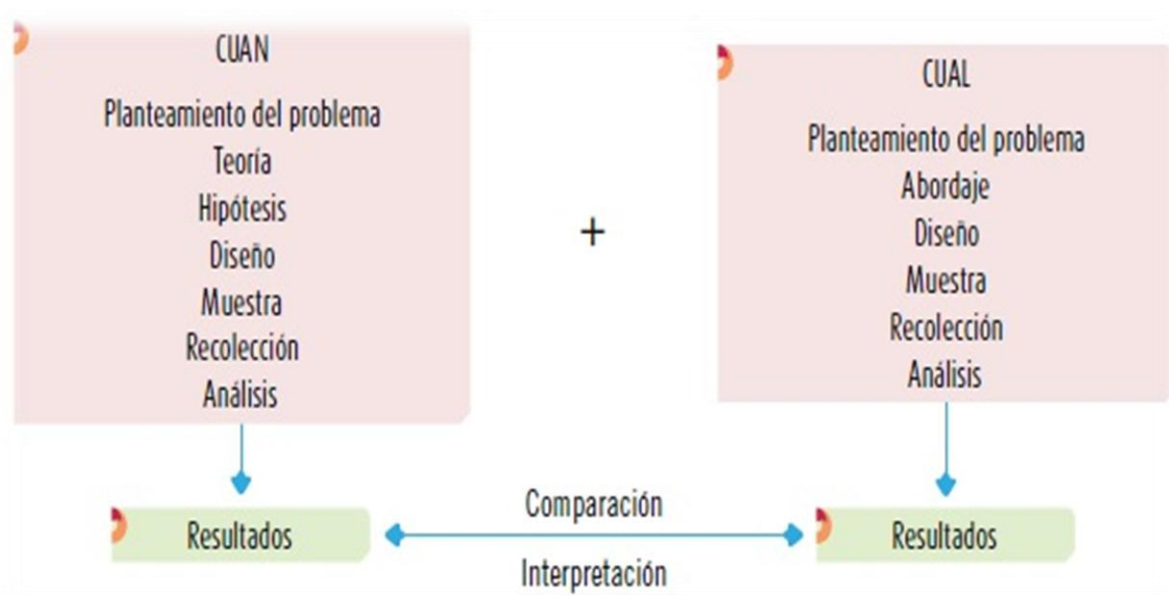 CUAN
Planteamiento del problema
Teoría
Hipótesis
Diseño
Muestra
Recolección
Análisis
+
CUAL
Planteamiento del problema
Abordaje
Diseño
Muestra
Recolección
Análisis
Resultados
Comparación
Interpretación
Resultados